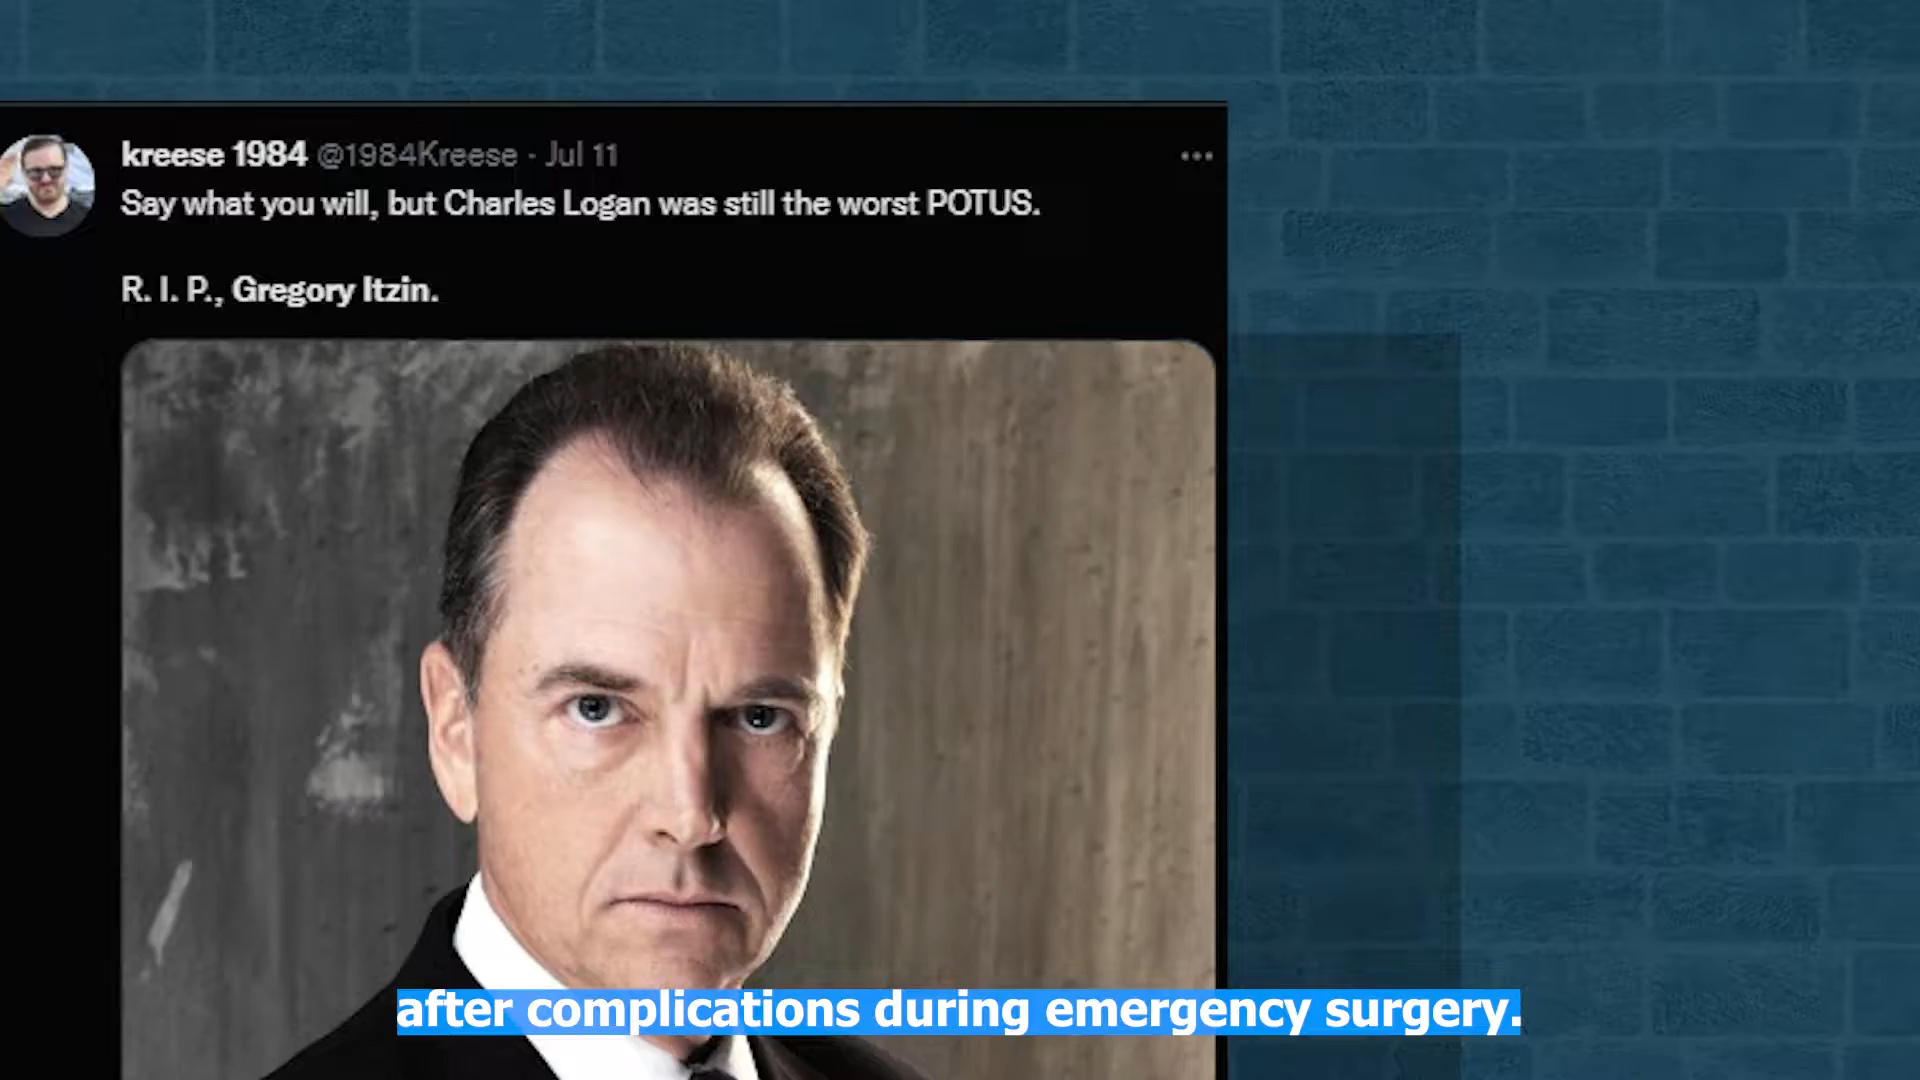 kreese 1984 @1984Kreese · Jul 11
Say what you will, but Charles Logan was still the worst POTUS.
R. I. P., Gregory Itzin.
after complications during emergency surgery.